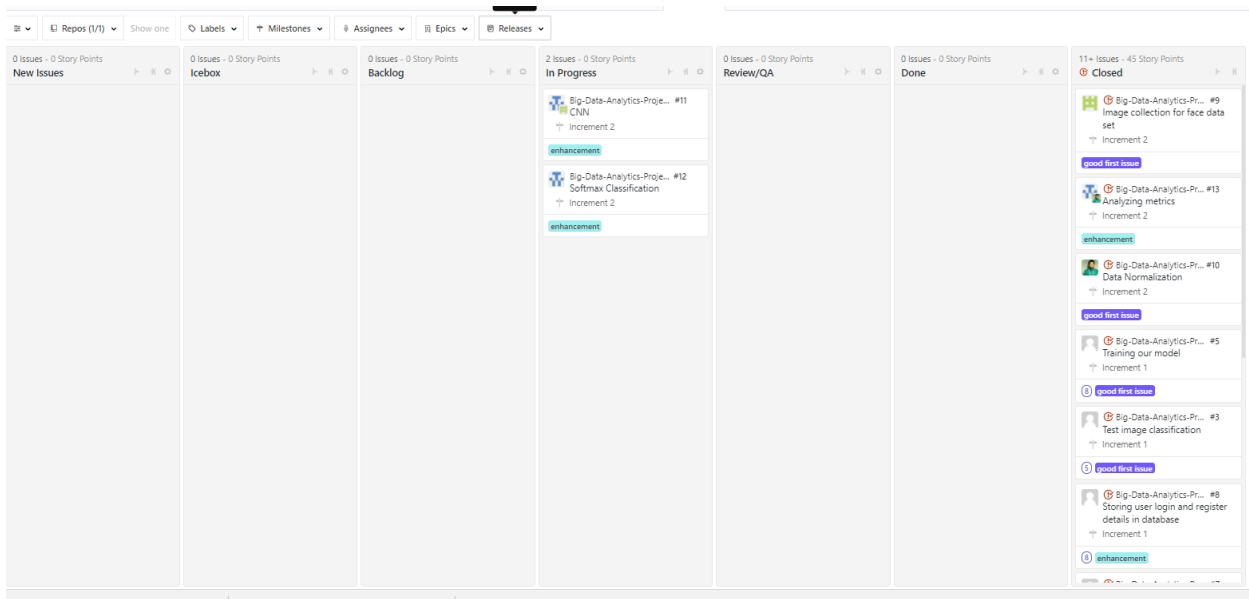 Repos (1/1) Show one Labels Milestones Assignees Epics Releases
0 Issues - 0 Story Points
New Issues
0 Issues - 0 Story Points
Icebox
0 Issues - 0 Story Points
Backlog
2 Issues - 0 Story Points
In Progress
Big-Data-Analytics-Proje... #11
CNN
Increment 2
enhancement
Big-Data-Analytics-Proje... #12
Softmax Classification
Increment 2
enhancement
0 Issues - 0 Story Points
Review/QA
0 Issues - 0 Story Points
Done
11+ Issues - 45 Story Points
Closed
Big-Data-Analytics-Pr... #9
Image collection for face data
set
Increment 2
good first issue
Big-Data-Analytics-Pr... #13
Analyzing metrics
Increment 2
enhancement
Big-Data-Analytics-Pr... #10
Data Normalization
Increment 2
good first issue
Big-Data-Analytics-Pr... #5
Training our model
Increment 1
8 good first issue
Big-Data-Analytics-Pr... #3
Test image classification
Increment 1
5 good first issue
Big-Data-Analytics-Pr... #8
Storing user login and register
details in database
Increment 1
8 enhancement